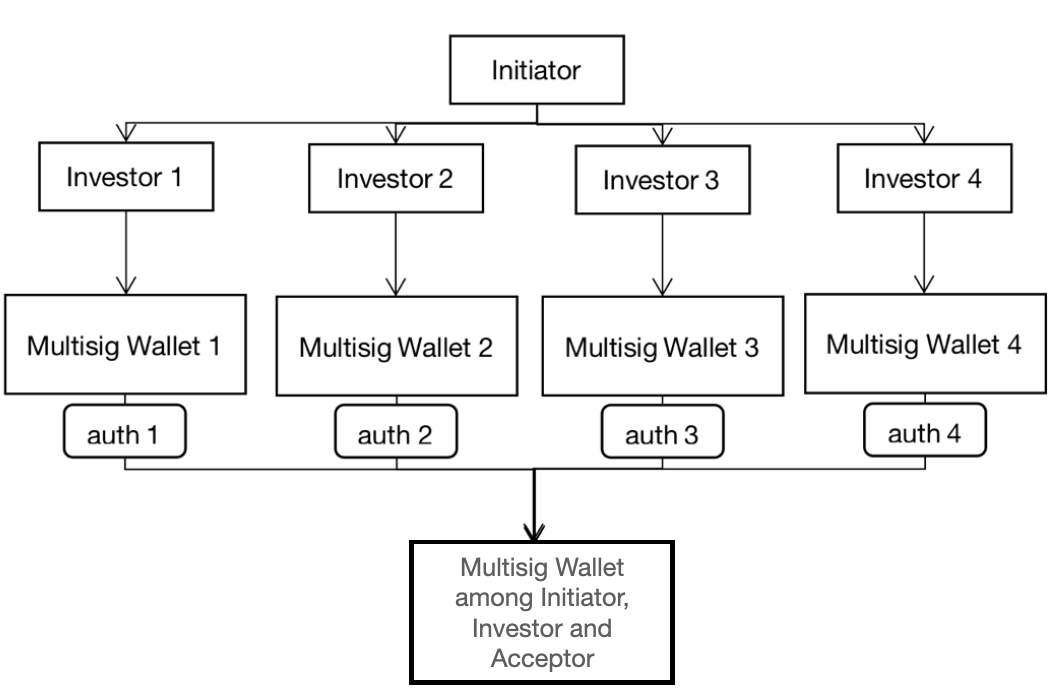 Initiator
Investor 1
Investor 2
Investor 3
Investor 4
Multisig Wallet 1
Multisig Wallet 2
Multisig Wallet 3
Multisig Wallet 4
auth 1
auth 2
auth 3
auth 4
Multisig Wallet
among Initiator,
Investor and
Acceptor